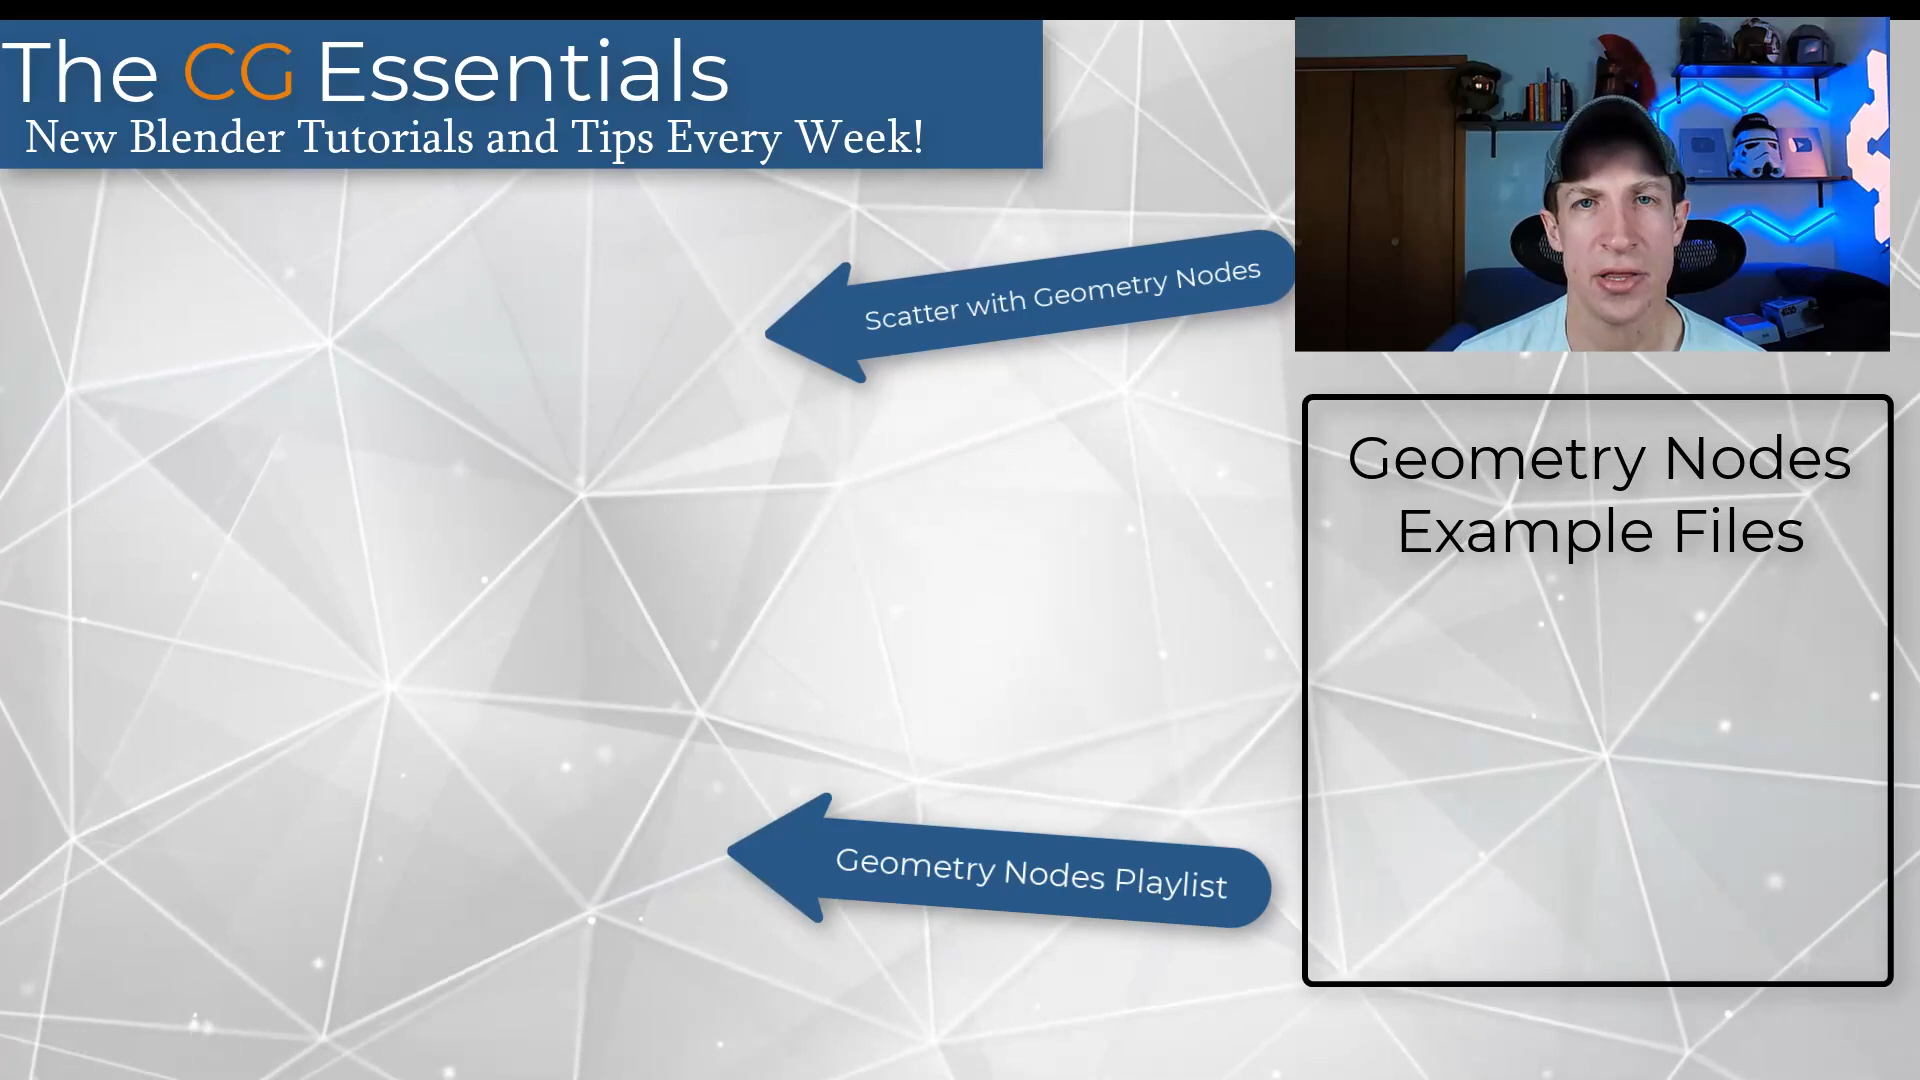 The CG Essentials
New Blender Tutorials and Tips Every Week!
Scatter with Geometry Nodes
Geometry Nodes
Example Files
Geometry Nodes Playlist